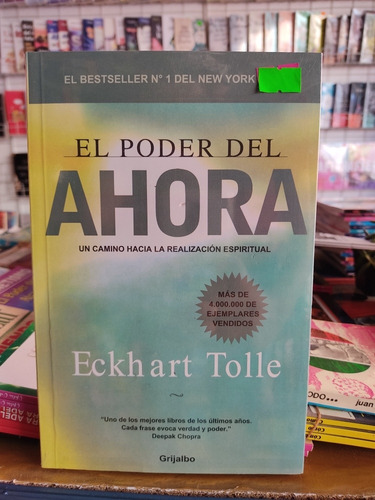 EL BESTSELLER N° 1 DEL NEW YORK
EL PODER DEL
AHORA
UN CAMINO HACIA LA REALIZACIÓN ESPIRITUAL
MÁS DE
4.000.000 DE
EJEMPLARES
VENDIDOS
Eckhart Tolle
"Uno de los mejores libros de los últimos años.
Cada frase evoca verdad y poder."
Deepak Chopra
Grijalbo
ODO... juan